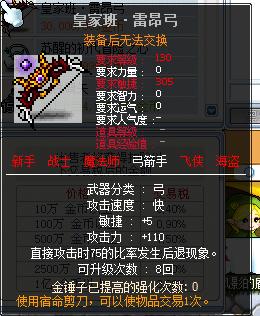 皇家班·雷昂弓
装备后无法交换
要求等级 : 130
要求力量 : 0
要求敏捷 : 305
要求智力 : 0
要求运气 : 0
要求人气度 : -
道具等级 : -
道具经验值 : -
新手 战士 魔法师 弓箭手 飞侠 海盗
武器分类 : 弓
攻击速度 : 快
敏捷 : +5
攻击力 : +110
直接攻击时75的比率发生后退现象。
可升级次数 : 8回
金锤子已提高的强化次数: 0
使用宿命剪刀，可以使物品交易1次。